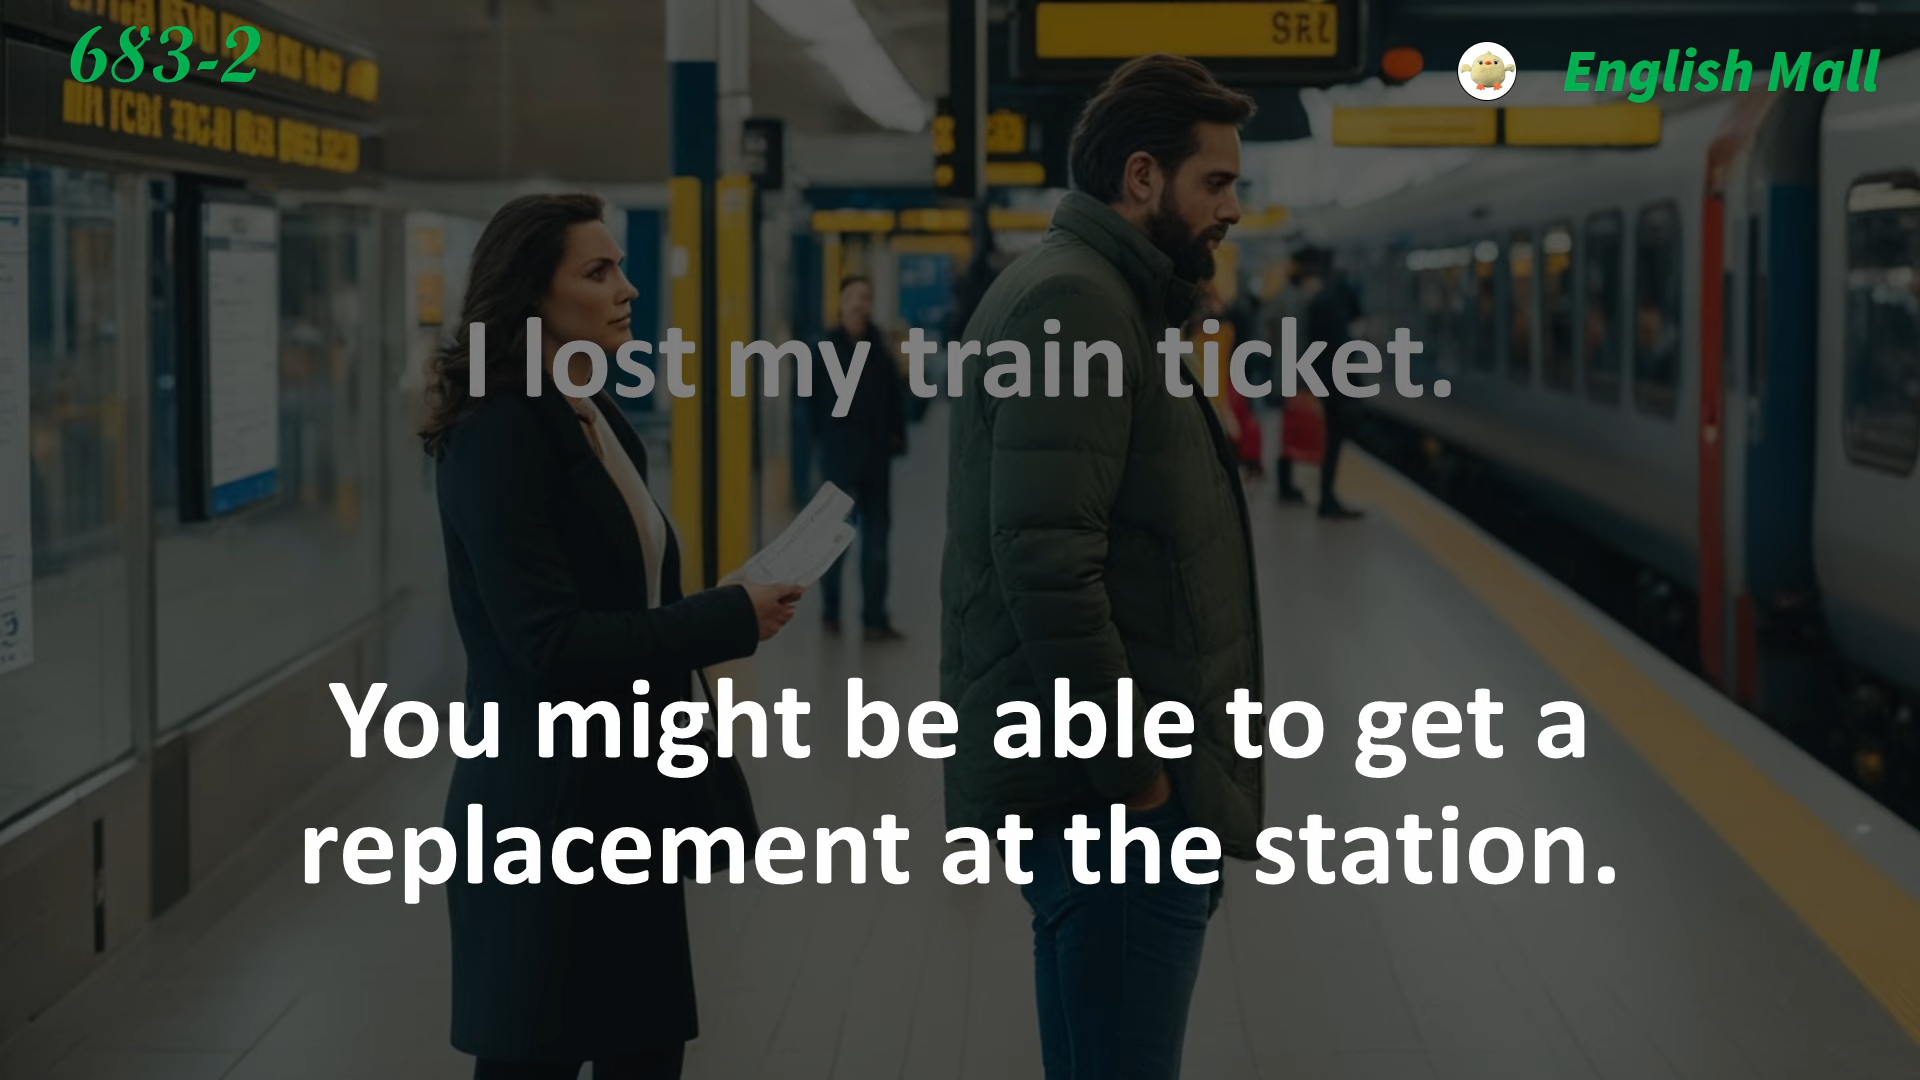 683-2
English Mall
I lost my train ticket.
You might be able to get a
replacement at the station.